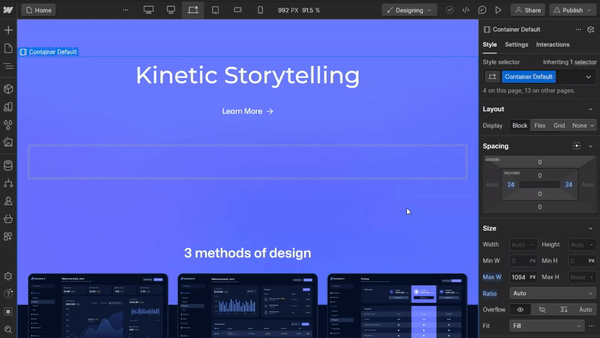 Home
992 PX 91.5 %
Designing
Share
Publish
Container Default
Kinetic Storytelling
Learn More →
3 methods of design
Container Default
Style Settings Interactions
Style selector Inheriting 1 selector
Container Default
4 on this page, 13 on other pages.
Layout
Display Block Flex Grid None
Spacing
MARGIN 0
PADDING 0
Auto 24 24 Auto
0
0
Size
Width Auto Height Auto
Min W 0 PX Min H 0 PX
Max W 1094 PX Max H None
Ratio Auto
Overflow Auto
Fit Fill